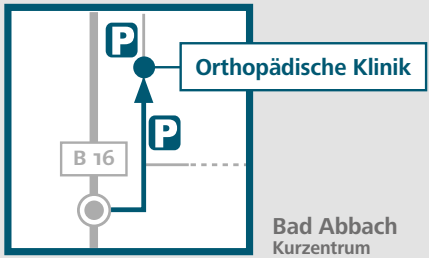 P
Orthopädische Klinik
P
B 16
Bad Abbach
Kurzentrum